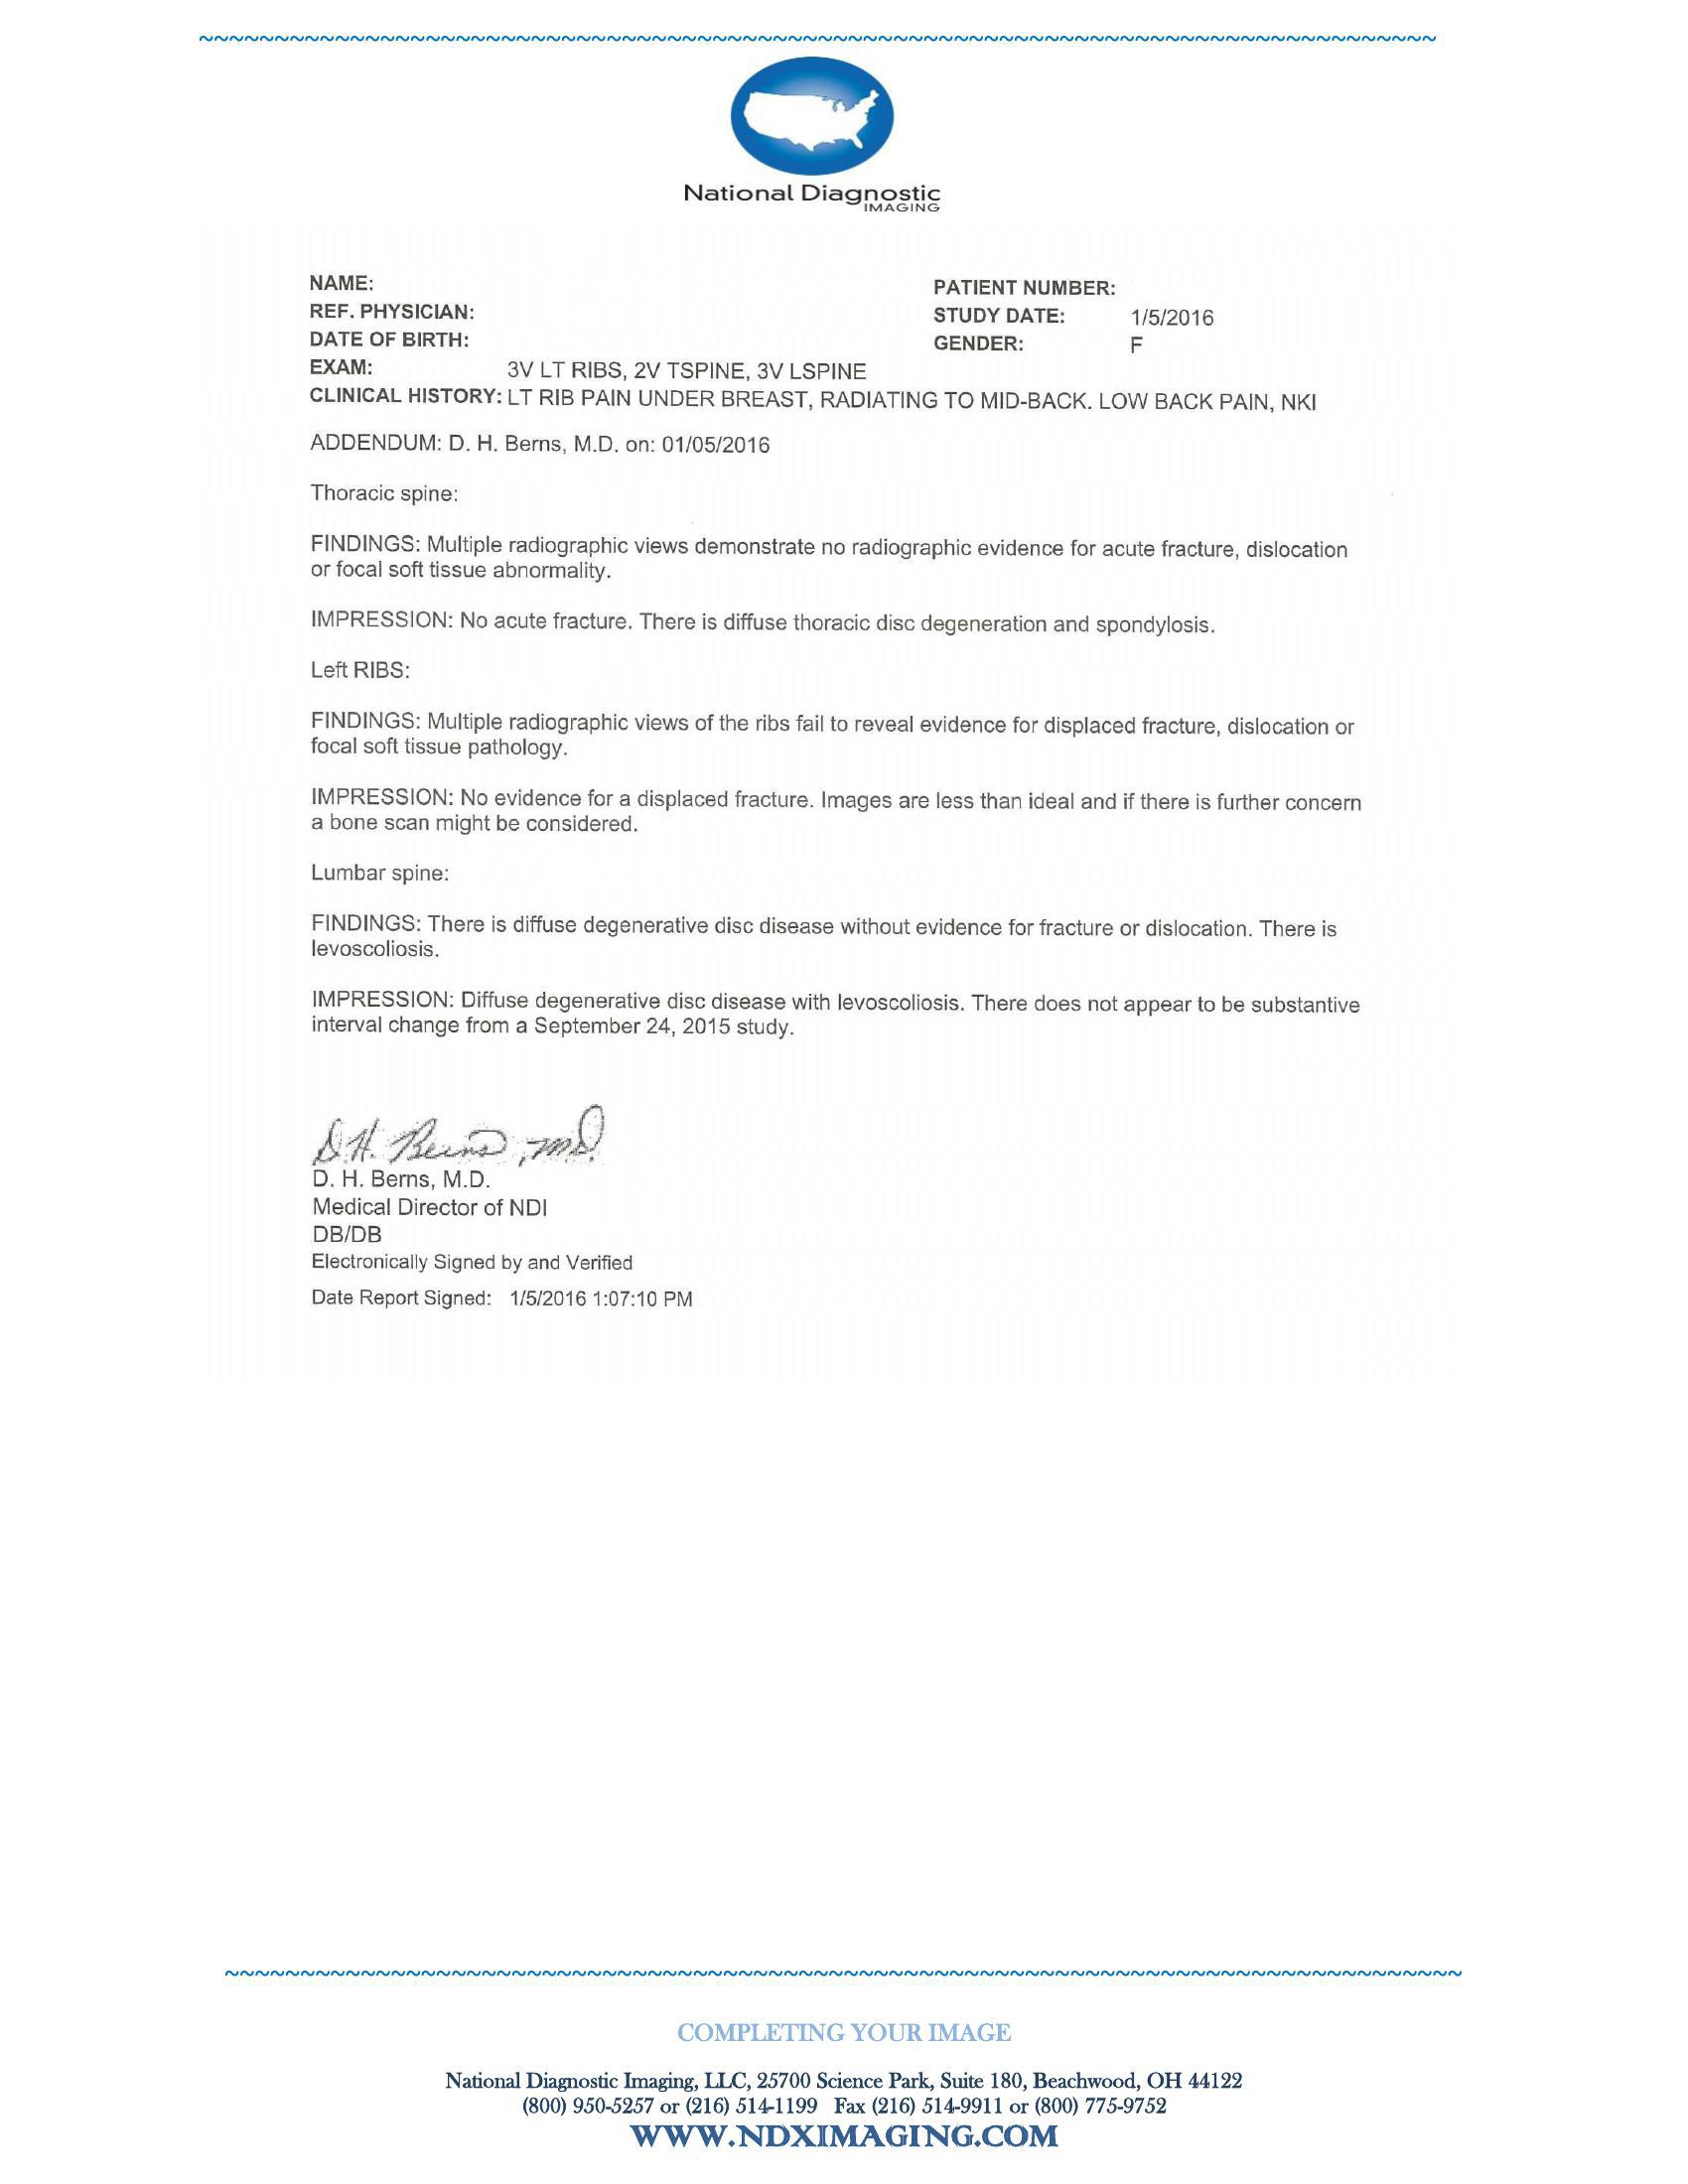 National Diagnostic
IMAGING
NAME:
REF. PHYSICIAN:
DATE OF BIRTH:
PATIENT NUMBER:
STUDY DATE: 1/5/2016
GENDER: F
EXAM: 3V LT RIBS, 2V TSPINE, 3V LSPINE
CLINICAL HISTORY: LT RIB PAIN UNDER BREAST, RADIATING TO MID-BACK. LOW BACK PAIN, NKI
ADDENDUM: D. H. Berns, M.D. on: 01/05/2016
Thoracic spine:
FINDINGS: Multiple radiographic views demonstrate no radiographic evidence for acute fracture, dislocation
or focal soft tissue abnormality.
IMPRESSION: No acute fracture. There is diffuse thoracic disc degeneration and spondylosis.
Left RIBS:
FINDINGS: Multiple radiographic views of the ribs fail to reveal evidence for displaced fracture, dislocation or
focal soft tissue pathology.
IMPRESSION: No evidence for a displaced fracture. Images are less than ideal and if there is further concern
a bone scan might be considered.
Lumbar spine:
FINDINGS: There is diffuse degenerative disc disease without evidence for fracture or dislocation. There is
levoscoliosis.
IMPRESSION: Diffuse degenerative disc disease with levoscoliosis. There does not appear to be substantive
interval change from a September 24, 2015 study.
D.H. Berns, MD.
D. H. Berns, M.D.
Medical Director of NDI
DB/DB
Electronically Signed by and Verified
Date Report Signed: 1/5/2016 1:07:10 PM
COMPLETING YOUR IMAGE
National Diagnostic Imaging, LLC, 25700 Science Park, Suite 180, Beachwood, OH 44122
(800) 950-5257 or (216) 514-1199 Fax (216) 514-9911 or (800) 775-9752
WWW.NDXIMAGING.COM